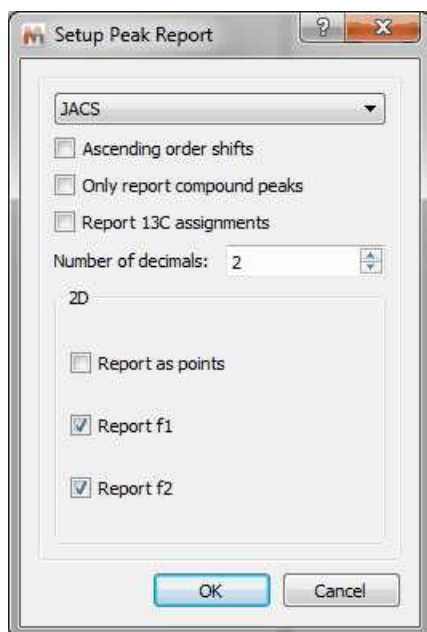 Setup Peak Report
JACS
Ascending order shifts
Only report compound peaks
Report 13C assignments
Number of decimals: 2
2D
Report as points
Report f1
Report f2
OK Cancel